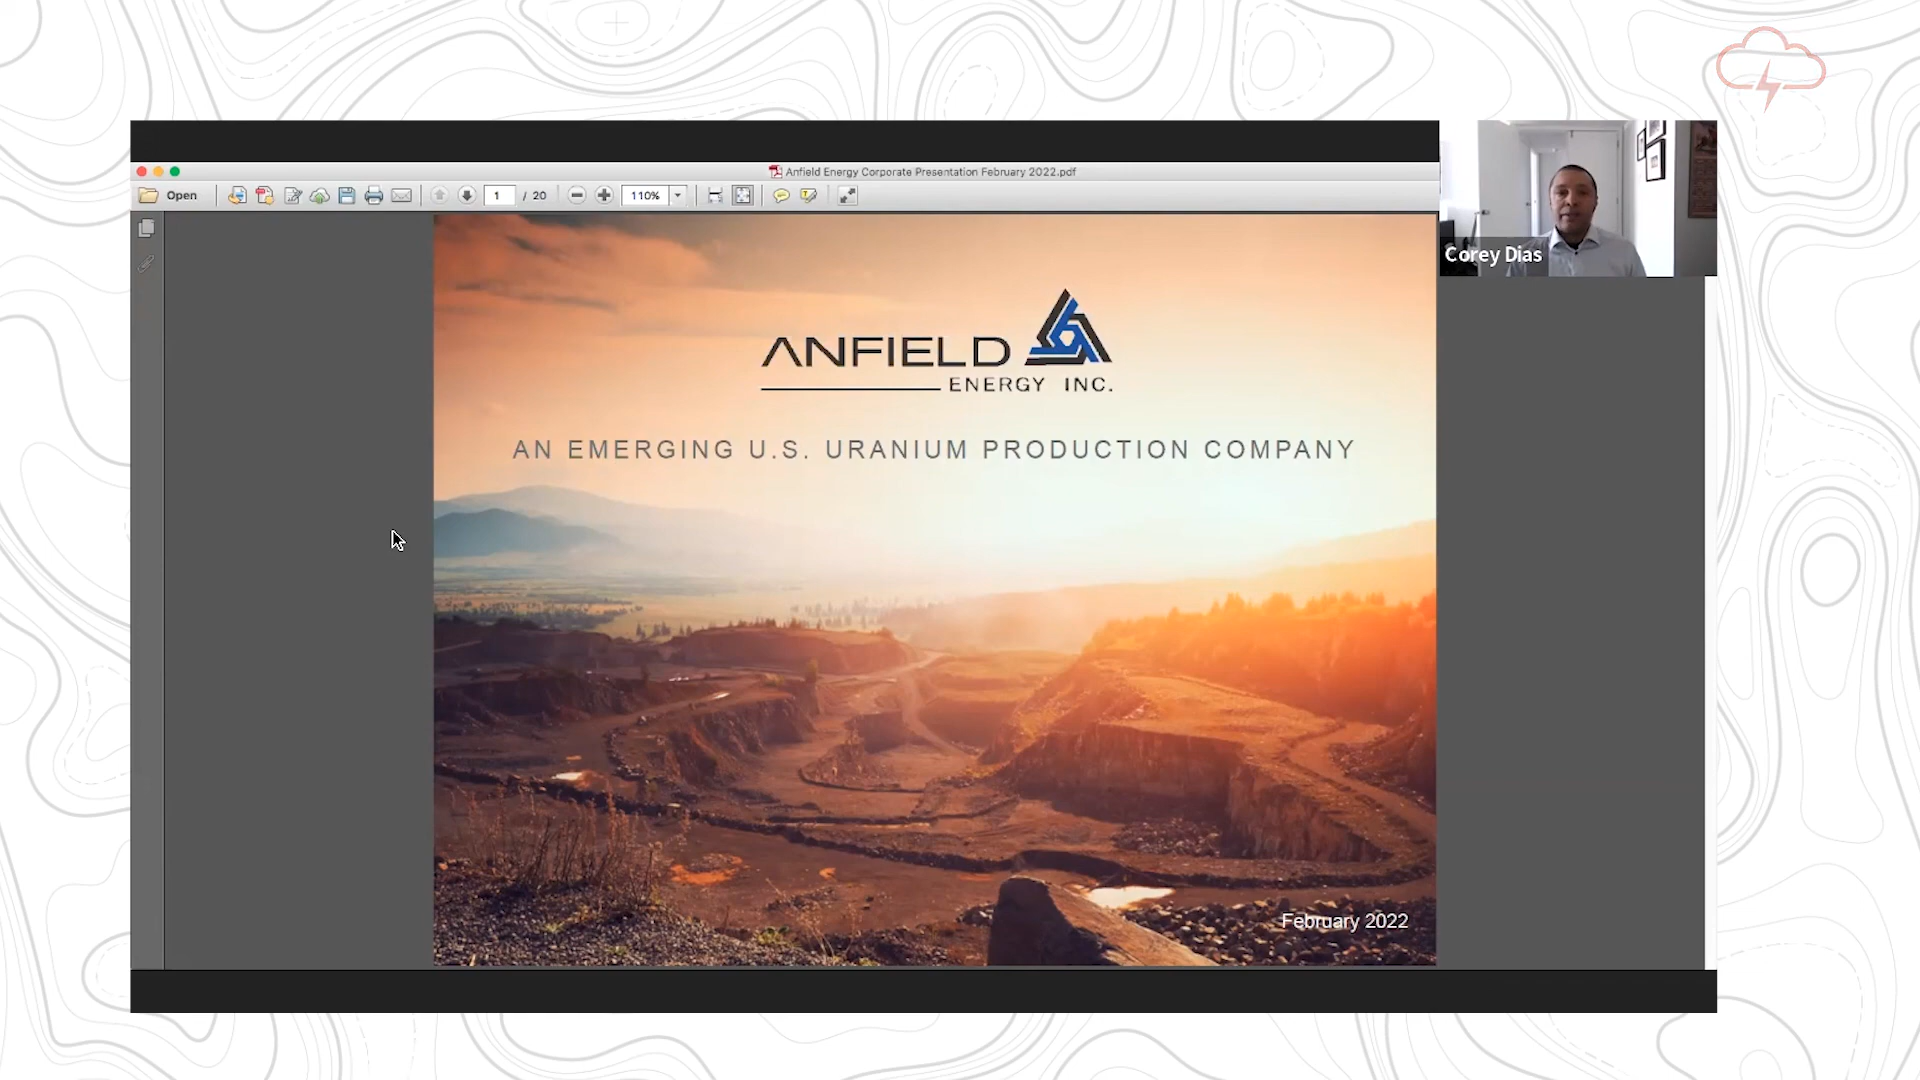 Anfield Energy Corporate Presentation February 2022.pdf
Open 1 / 20 110%
Corey Dias
ANFIELD
ENERGY INC.
AN EMERGING U.S. URANIUM PRODUCTION COMPANY
February 2022